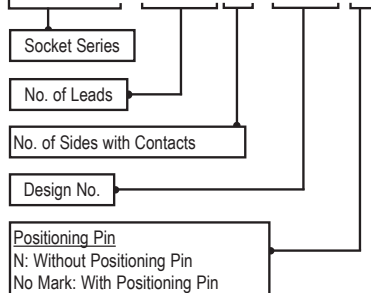 Socket Series
No. of Leads
No. of Sides with Contacts
Design No.
Positioning Pin
N: Without Positioning Pin
No Mark: With Positioning Pin